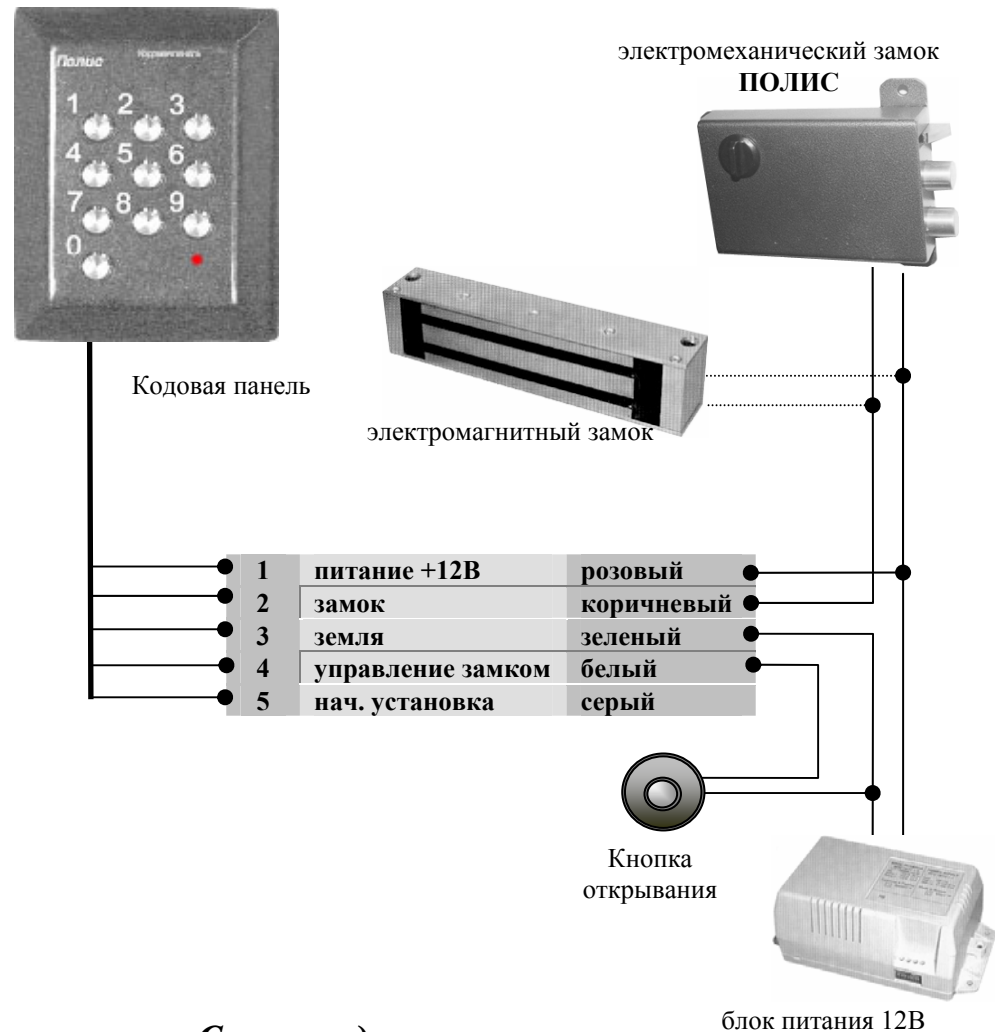 Полис
1 2 3
4 5 6
7 8 9
0
электромеханический замок
ПОЛИС
Кодовая панель
электромагнитный замок
1 питание +12В розовый
2 замок коричневый
3 земля зеленый
4 управление замком белый
5 нач. установка серый
Кнопка
открывания
блок питания 12В